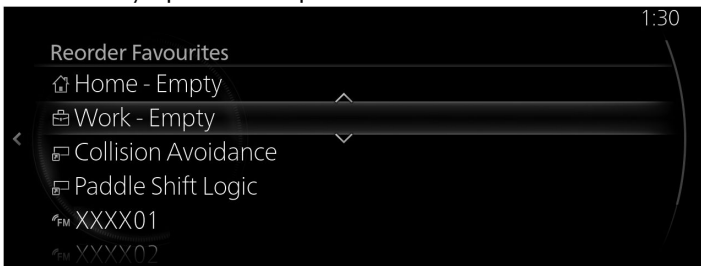 1:30
Reorder Favourites
Home - Empty
Work - Empty
Collision Avoidance
Paddle Shift Logic
FM XXXX01
FM XXXX02